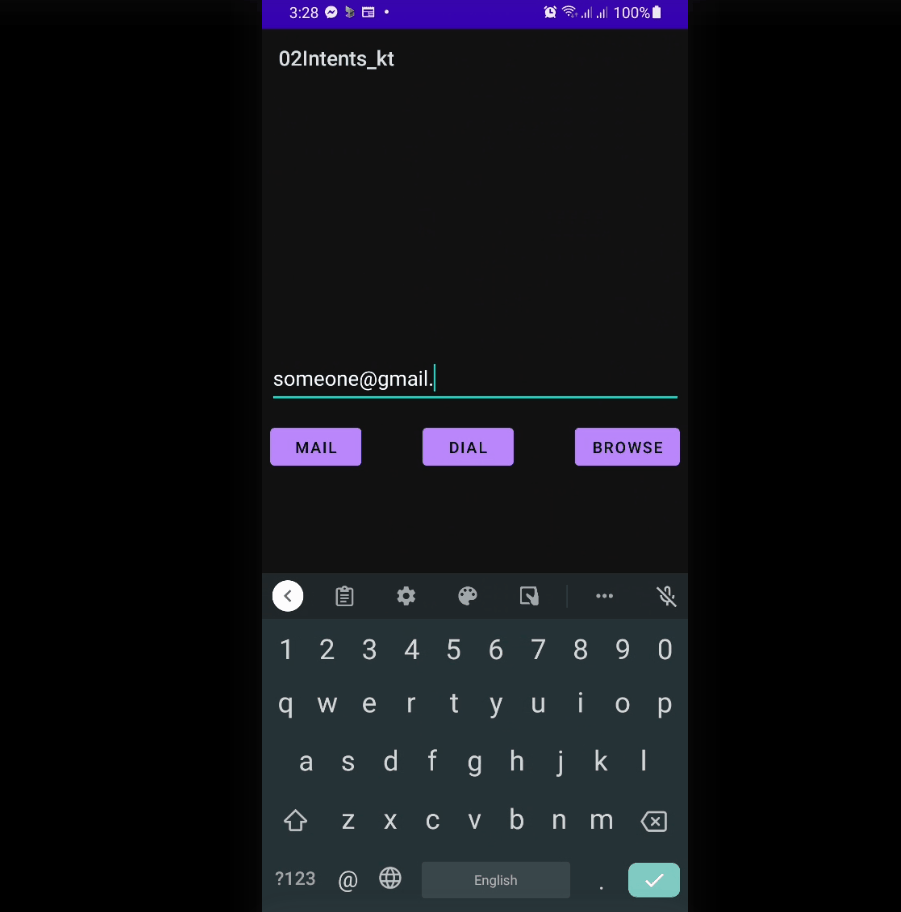 3:28 100%
02Intents_kt
someone@gmail.
MAIL DIAL BROWSE
1 2 3 4 5 6 7 8 9 0
q w e r t y u i o p
a s d f g h j k l
z x c v b n m
?123 @ English .